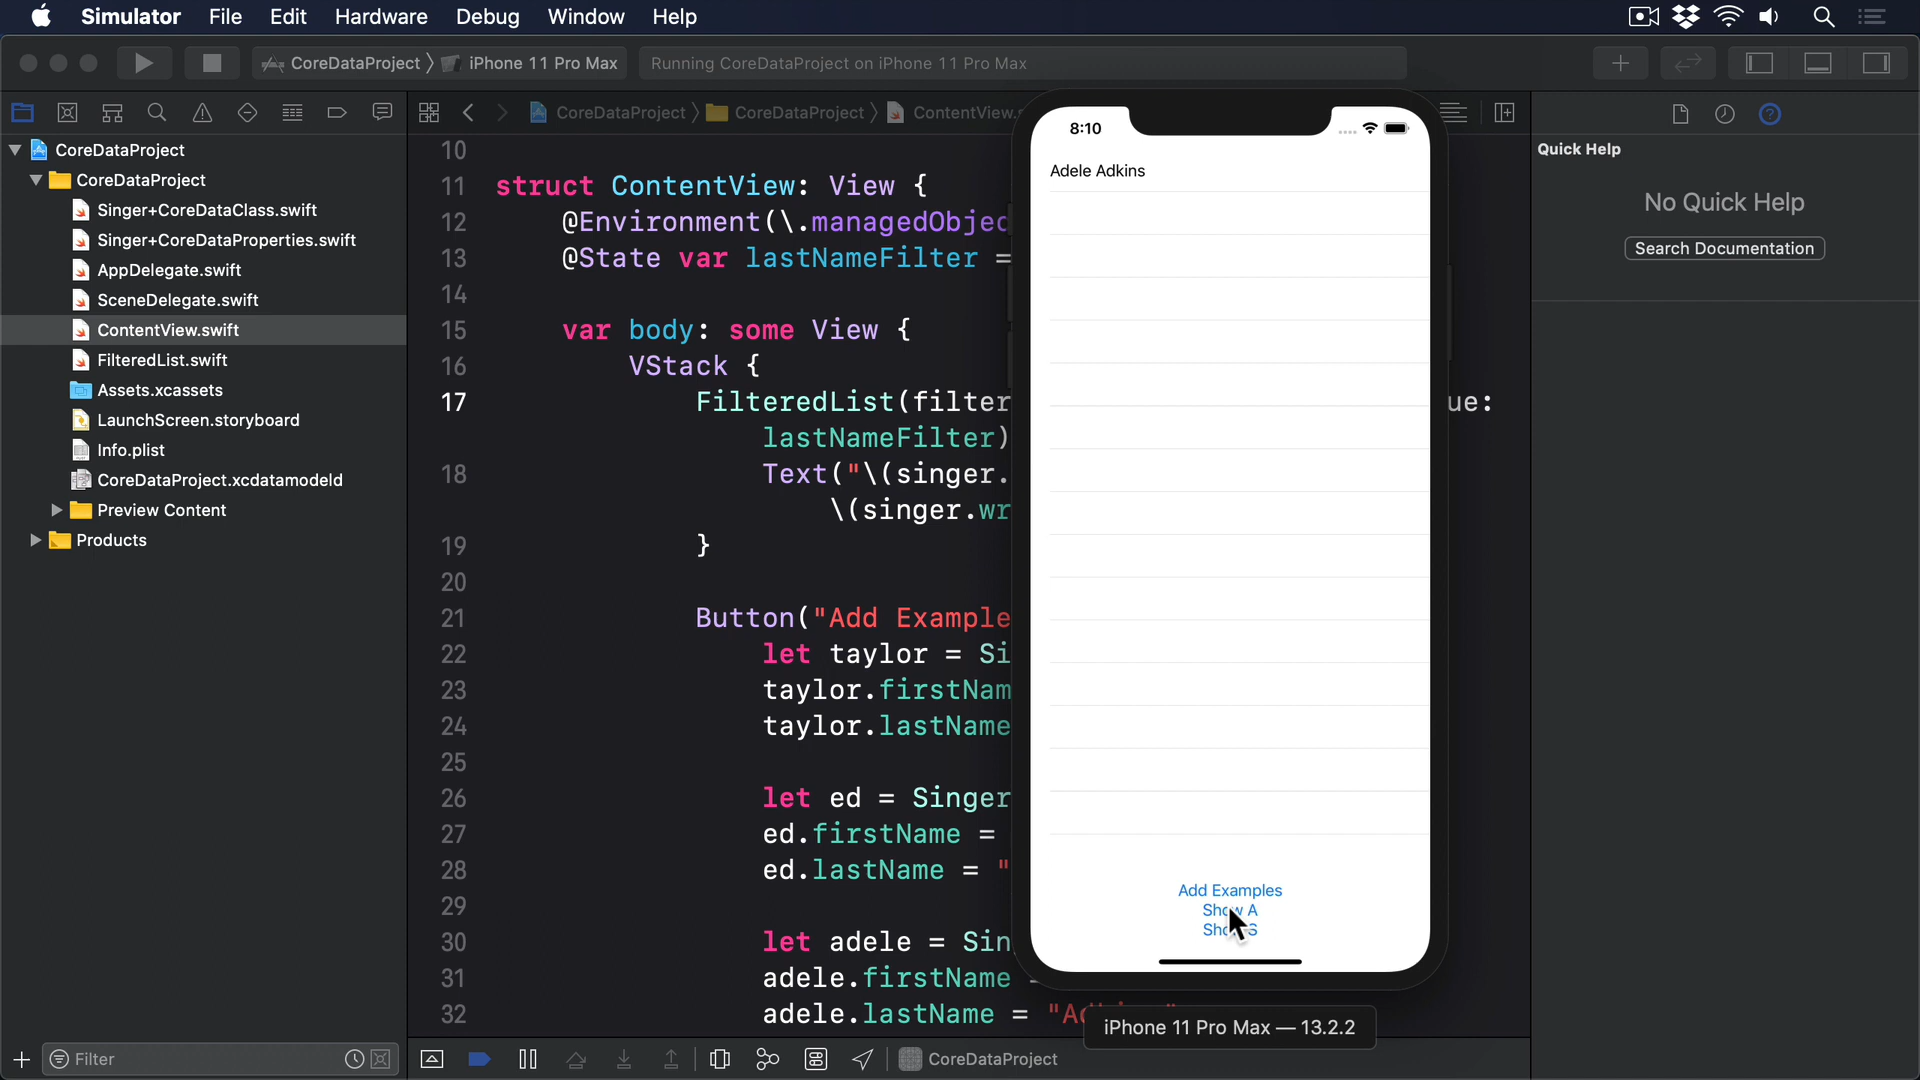 Simulator File Edit Hardware Debug Window Help
CoreDataProject iPhone 11 Pro Max Running CoreDataProject on iPhone 11 Pro Max
CoreDataProject CoreDataProject ContentView.s
CoreDataProject
CoreDataProject
Singer+CoreDataClass.swift
Singer+CoreDataProperties.swift
AppDelegate.swift
SceneDelegate.swift
ContentView.swift
FilteredList.swift
Assets.xcassets
LaunchScreen.storyboard
Info.plist
CoreDataProject.xcdatamodeld
Preview Content
Products
Filter
10
11 struct ContentView: View {
12 @Environment(\.managedObjec
13 @State var lastNameFilter =
14
15 var body: some View {
16 VStack {
17 FilteredList(filter ue:
lastNameFilter)
18 Text("\(singer.
\(singer.wr
19 }
20
21 Button("Add Example
22 let taylor = Si
23 taylor.firstNam
24 taylor.lastName
25
26 let ed = Singer
27 ed.firstName =
28 ed.lastName = "
29
30 let adele = Sin
31 adele.firstName =
32 adele.lastName =
8:10
Adele Adkins
Add Examples
Show A
Show S
iPhone 11 Pro Max — 13.2.2
CoreDataProject
Quick Help
No Quick Help
Search Documentation